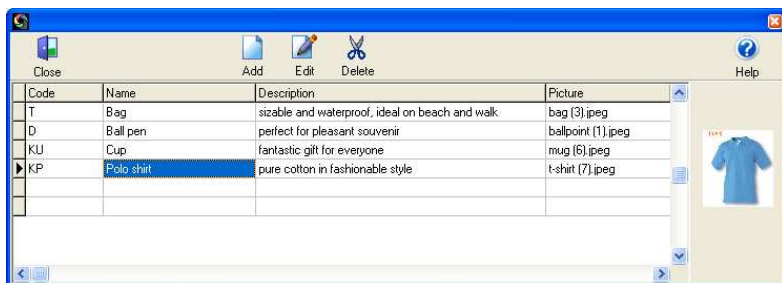 Close Add Edit Delete Help
Code Name Description Picture
T Bag sizable and waterproof, ideal on beach and walk bag (3).jpeg
D Ball pen perfect for pleasant souvenir ballpoint (1).jpeg
KU Cup fantastic gift for everyone mug (6).jpeg
KP Polo shirt pure cotton in fashionable style t-shirt (7).jpeg